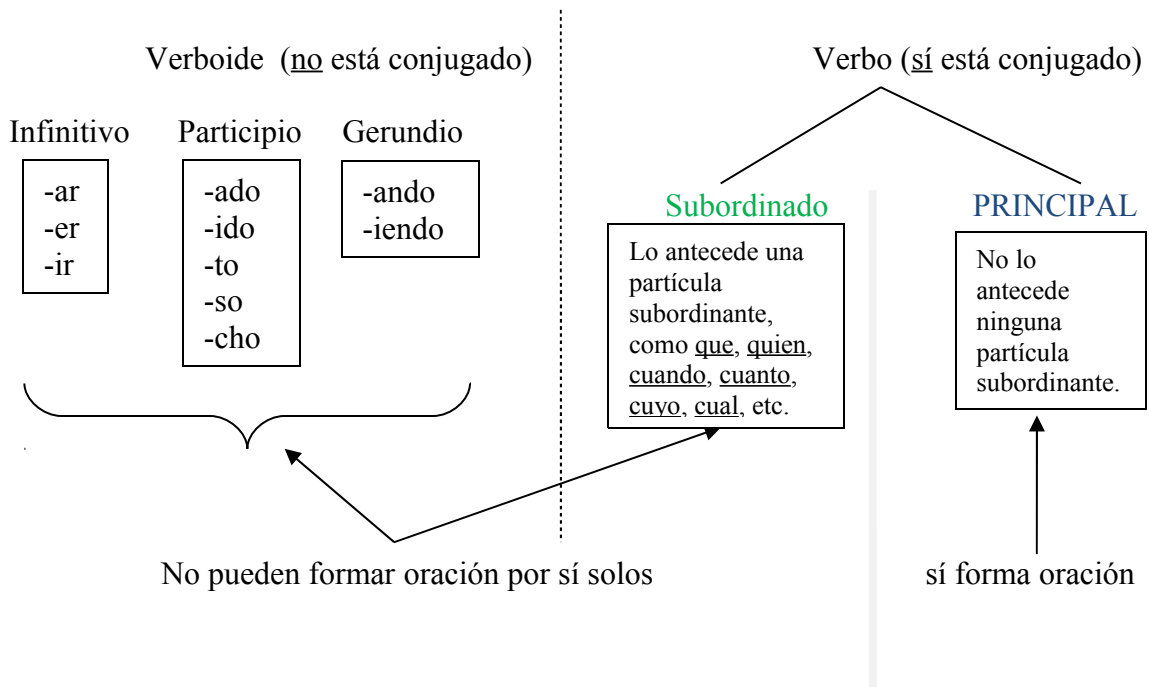 Verboide (no está conjugado)
Verbo (sí está conjugado)
Infinitivo
-ar
-er
-ir
Participio
-ado
-ido
-to
-so
-cho
Gerundio
-ando
-iendo
Subordinado
Lo antecede una
partícula
subordinante,
como que, quien,
cuando, cuanto,
cuyo, cual, etc.
PRINCIPAL
No lo
antecede
ninguna
partícula
subordinante.
No pueden formar oración por sí solos
sí forma oración